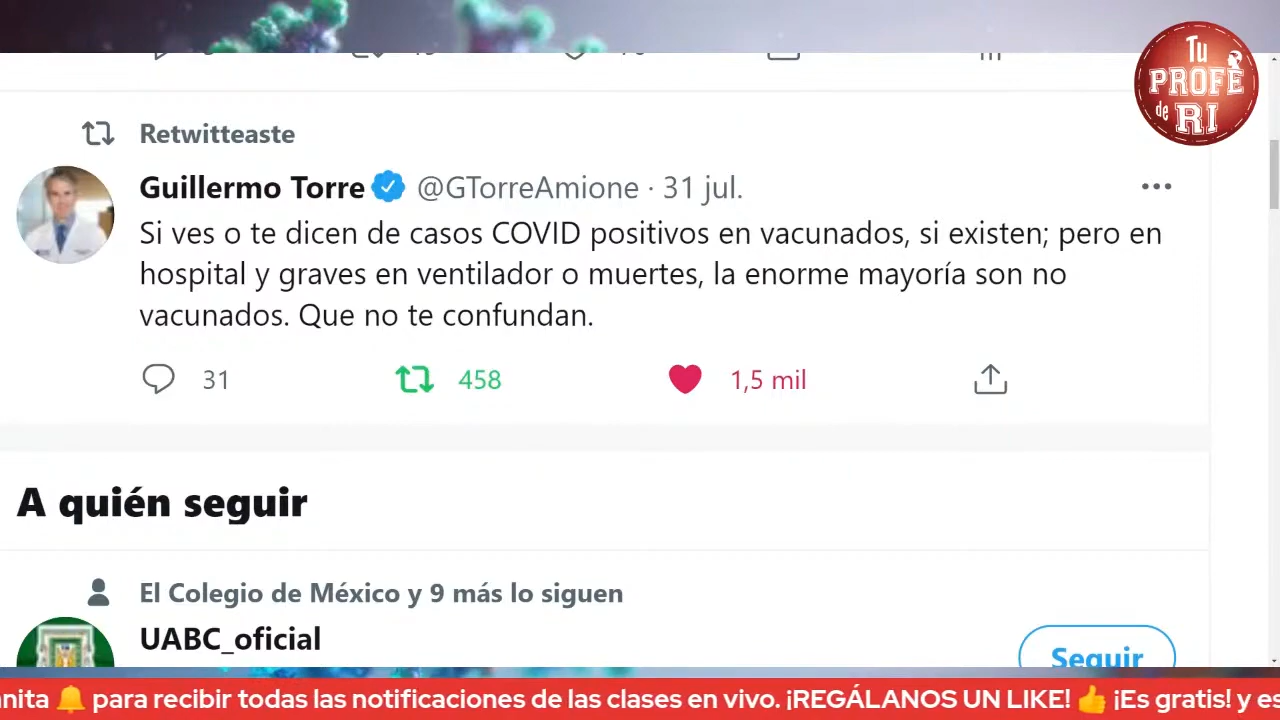 Tu
PROFE
de RI
Retwitteaste
Guillermo Torre @GTorreAmione · 31 jul.
Si ves o te dicen de casos COVID positivos en vacunados, si existen; pero en
hospital y graves en ventilador o muertes, la enorme mayoría son no
vacunados. Que no te confundan.
31 458 1,5 mil
A quién seguir
El Colegio de México y 9 más lo siguen
UABC_oficial
Seguir
nita 🔔 para recibir todas las notificaciones de las clases en vivo. ¡REGÁLANOS UN LIKE! 👍 ¡Es gratis! y es